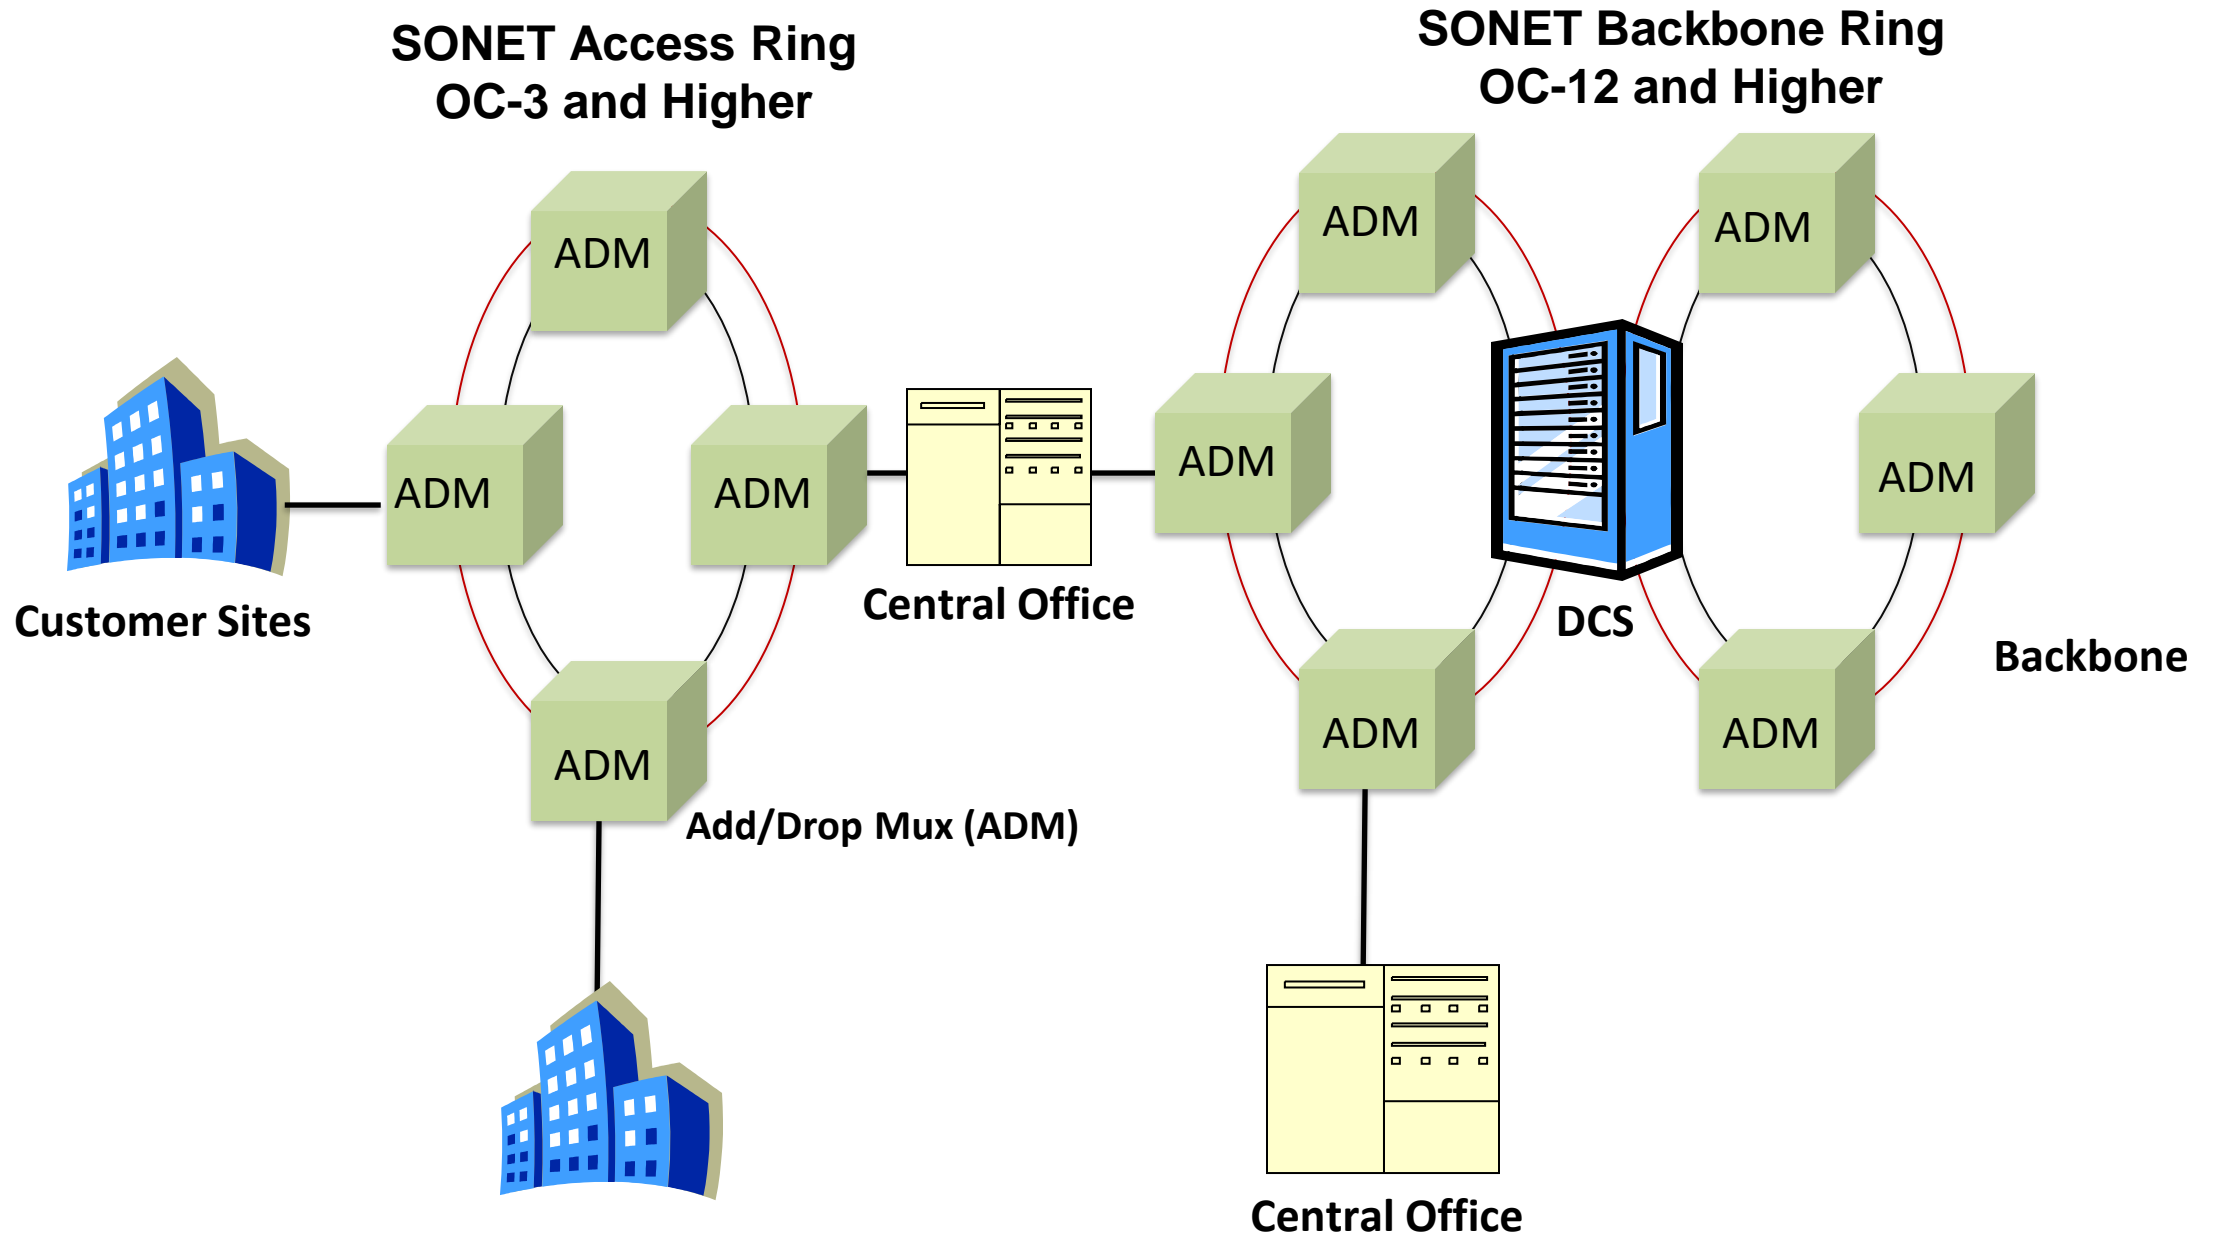 SONET Access Ring
OC-3 and Higher
SONET Backbone Ring
OC-12 and Higher
ADM
ADM
ADM
ADM
ADM
ADM
ADM
ADM
ADM
ADM
Customer Sites
Central Office
DCS
Backbone
Add/Drop Mux (ADM)
Central Office